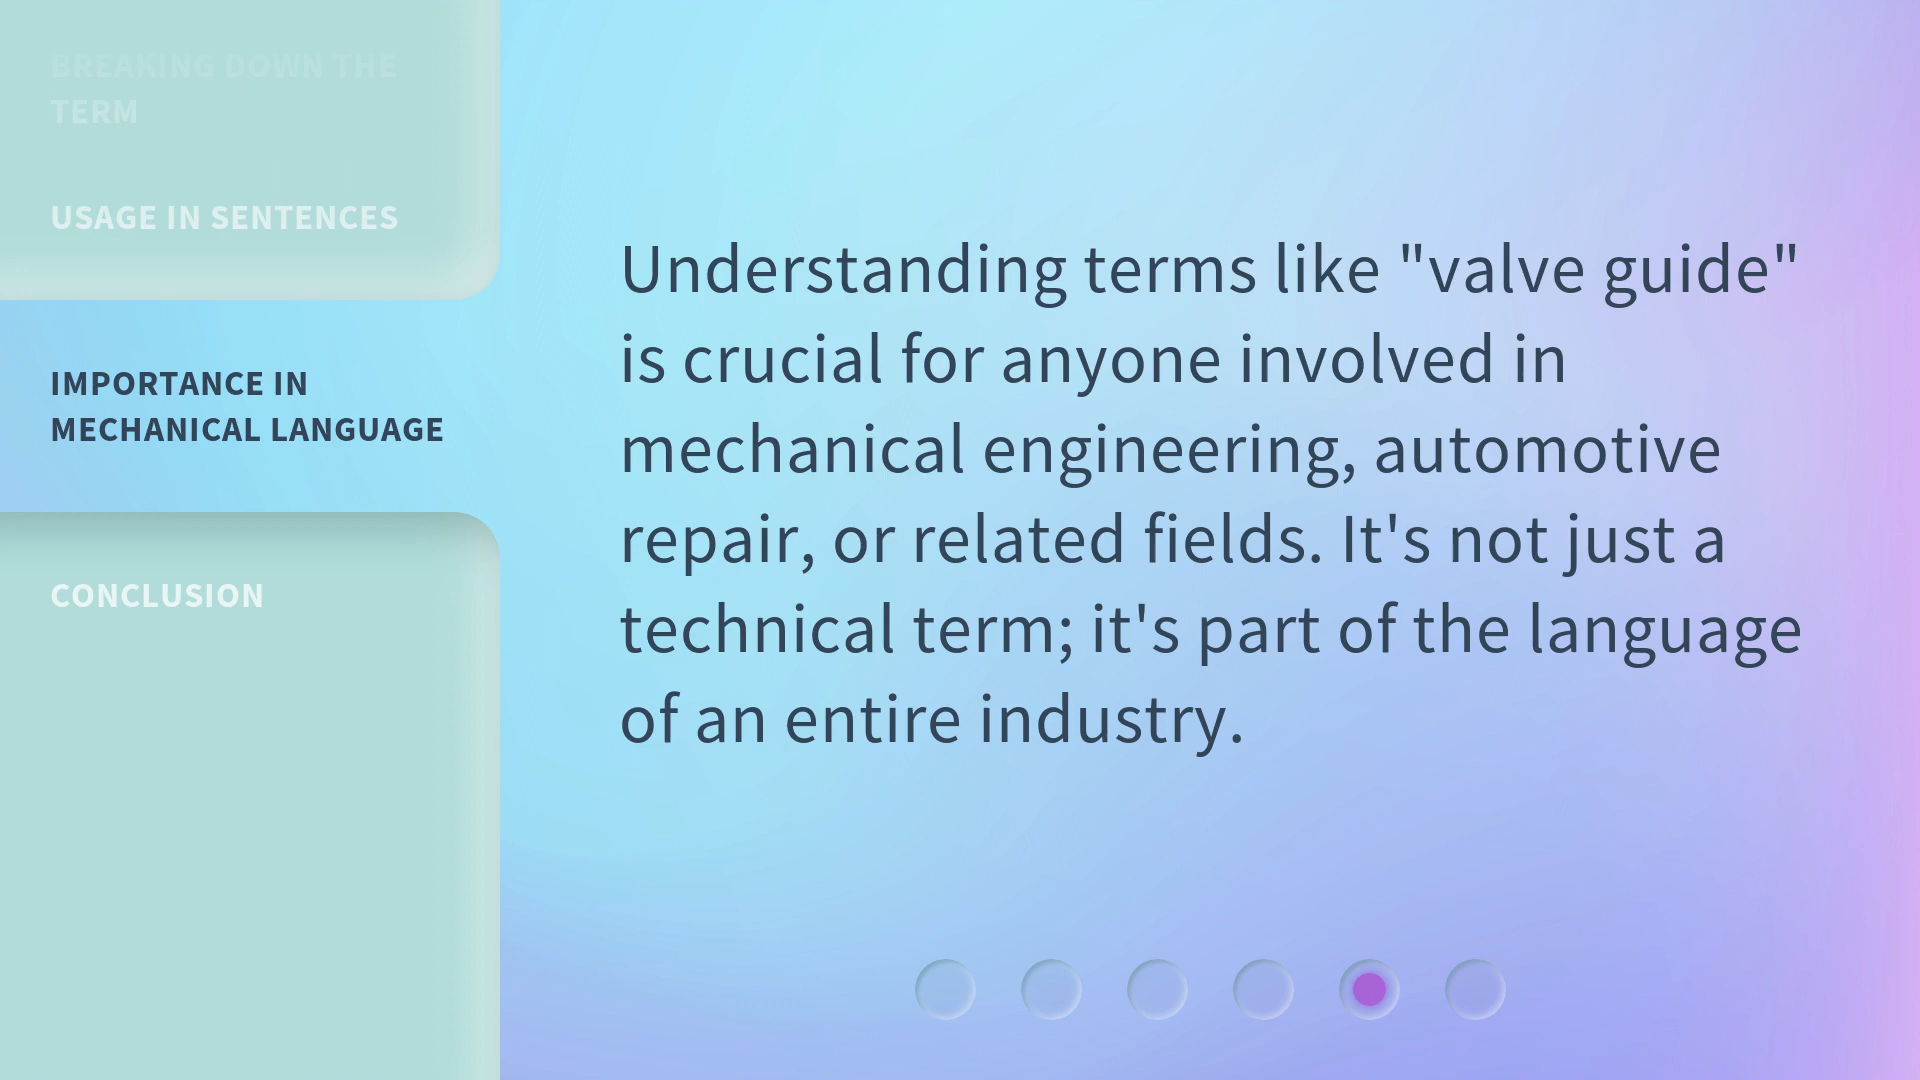 BREAKING DOWN THE
TERM
USAGE IN SENTENCES
IMPORTANCE IN
MECHANICAL LANGUAGE
CONCLUSION
Understanding terms like "valve guide"
is crucial for anyone involved in
mechanical engineering, automotive
repair, or related fields. It's not just a
technical term; it's part of the language
of an entire industry.